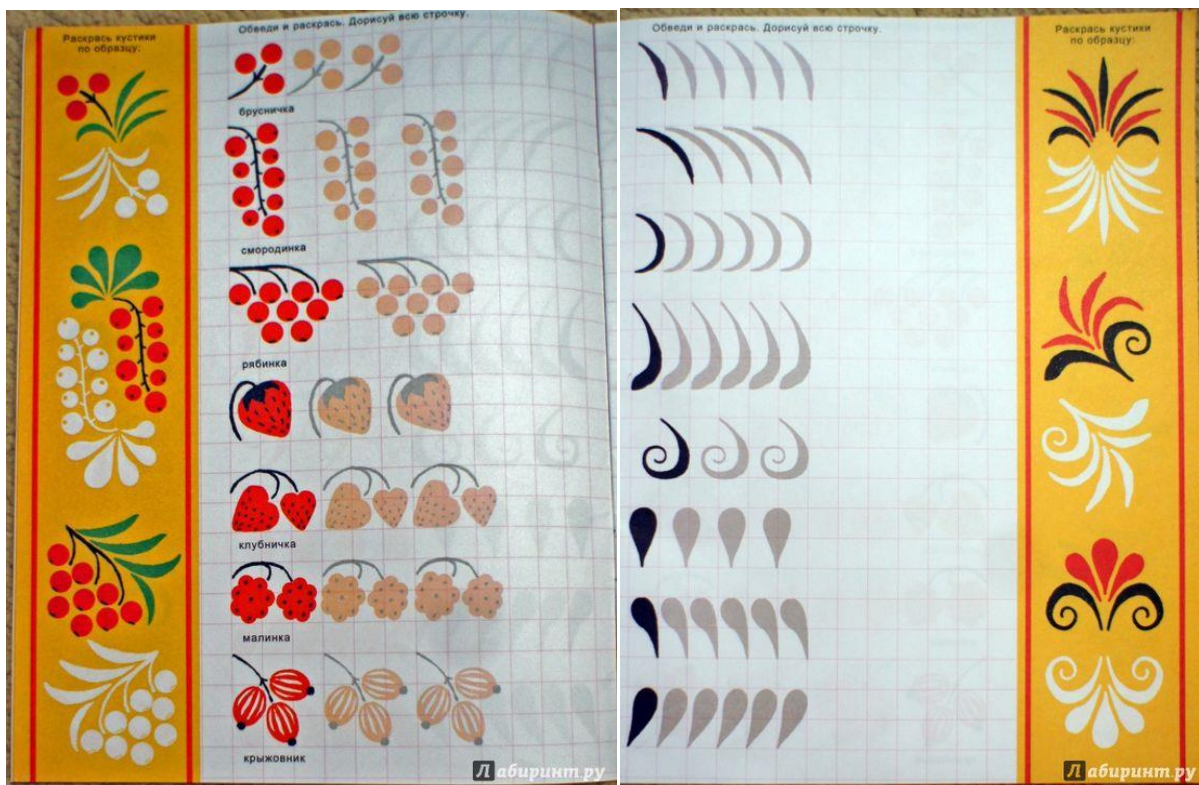 Раскрась кустики
по образцу:
Обведи и раскрась. Дорисуй всю строчку.
брусничка
смородинка
рябинка
клубничка
малинка
крыжовник
Лабиринт.ру
Обведи и раскрась. Дорисуй всю строчку.
Раскрась кустики
по образцу:
Лабиринт.ру